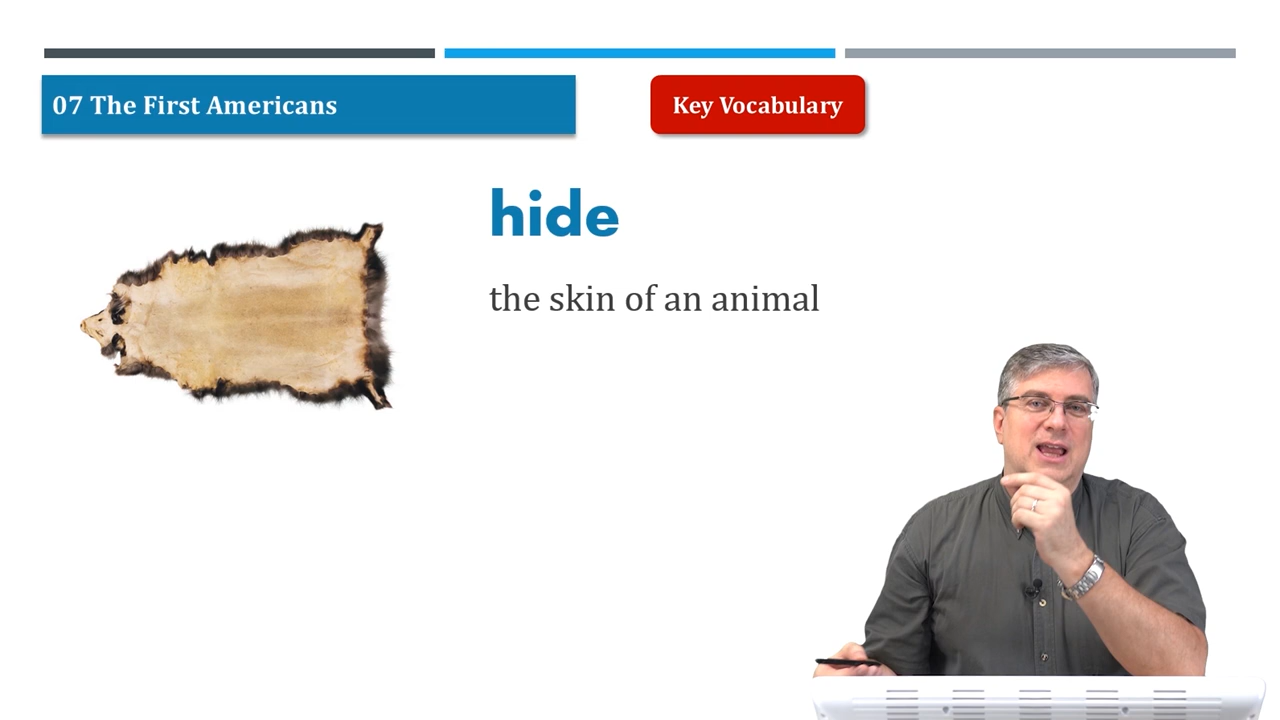 07 The First Americans
Key Vocabulary
hide
the skin of an animal